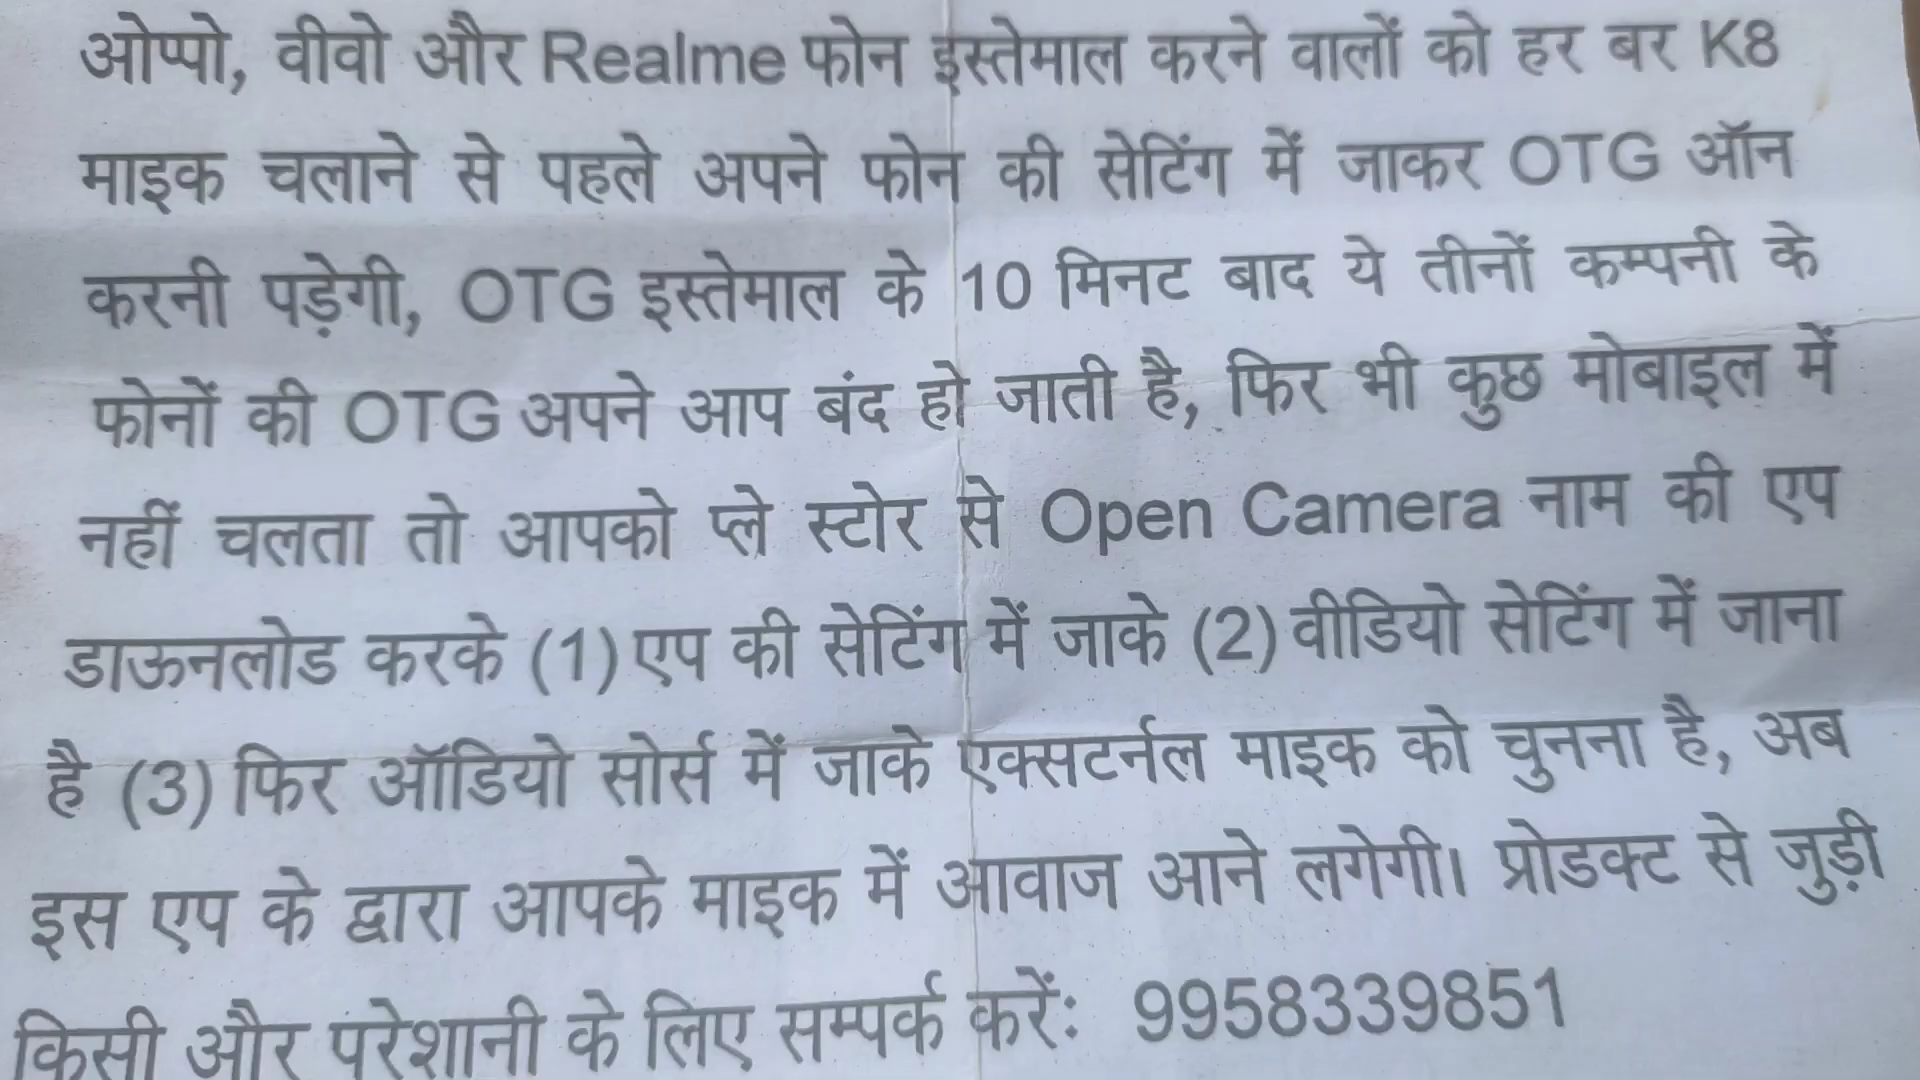 ओप्पो, वीवो और Realme फोन इस्तेमाल करने वालों को हर बर K8
माइक चलाने से पहले अपने फोन की सेटिंग में जाकर OTG ऑन
करनी पड़ेगी, OTG इस्तेमाल के 10 मिनट बाद ये तीनों कम्पनी के
फोनों की OTG अपने आप बंद हो जाती है, फिर भी कुछ मोबाइल में
नहीं चलता तो आपको प्ले स्टोर से Open Camera नाम की एप
डाऊनलोड करके (1) एप की सेटिंग में जाके (2) वीडियो सेटिंग में जाना
है (3) फिर ऑडियो सोर्स में जाके एक्सटर्नल माइक को चुनना है, अब
इस एप के द्वारा आपके माइक में आवाज आने लगेगी। प्रोडक्ट से जुड़ी
किसी और परेशानी के लिए सम्पर्क करें: 9958339851